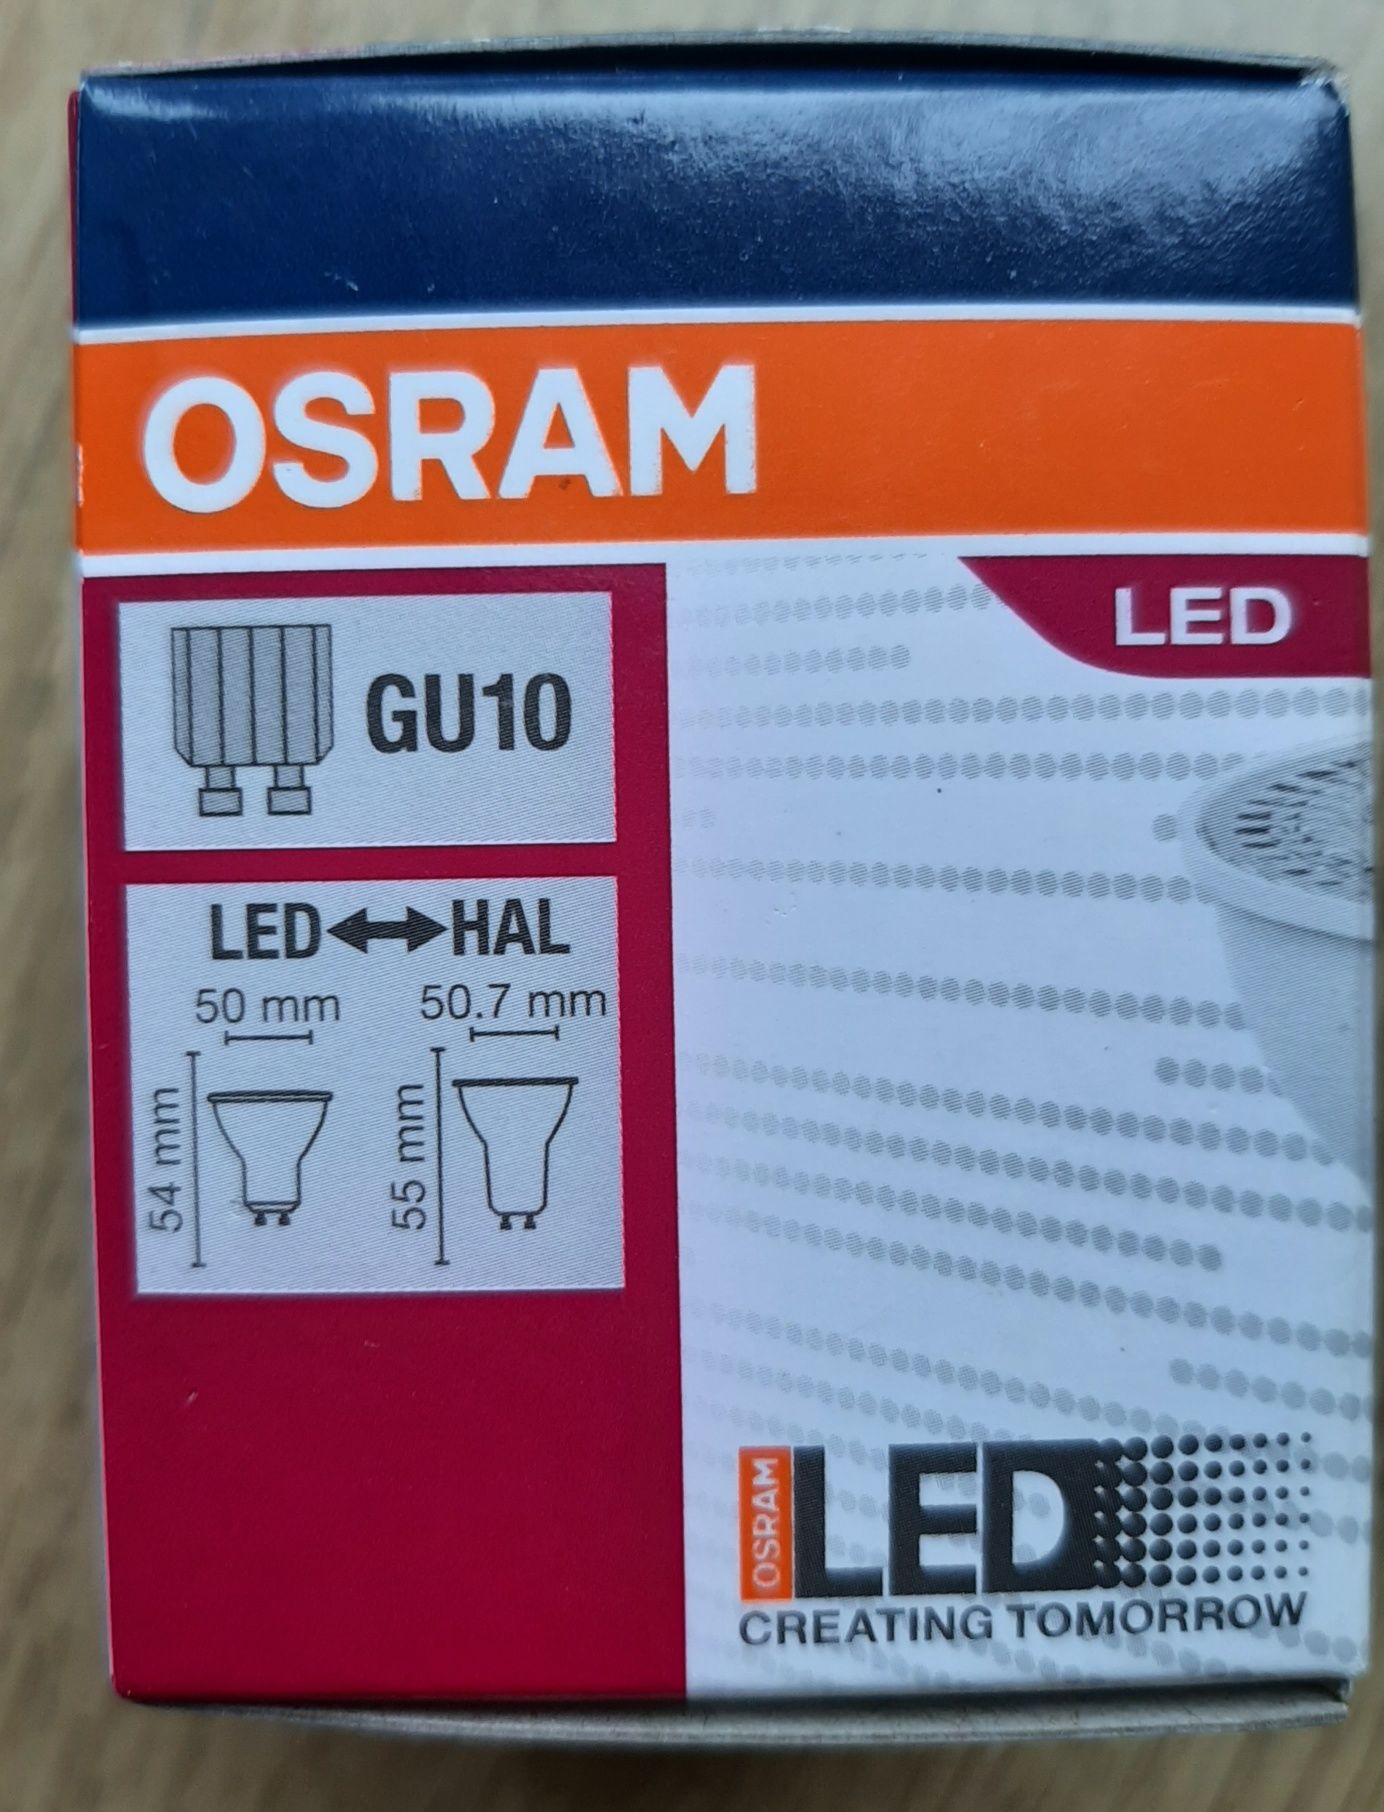 OSRAM
LED
GU10
LED HAL
50 mm 50.7 mm
54 mm 55 mm
OSRAM LED
CREATING TOMORROW